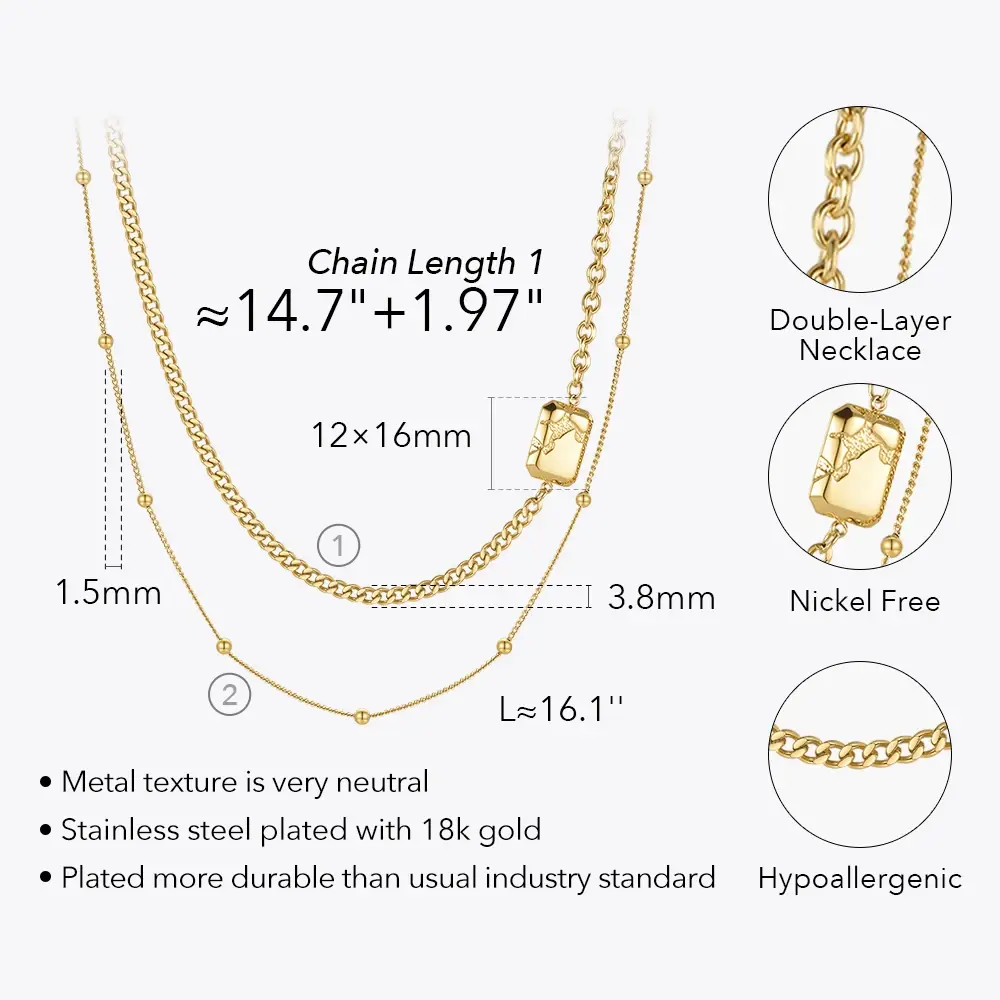 Chain Length 1
≈14.7"+1.97"
12×16mm
1
1.5mm
3.8mm
2
L≈16.1''
• Metal texture is very neutral
• Stainless steel plated with 18k gold
• Plated more durable than usual industry standard
Double-Layer
Necklace
Nickel Free
Hypoallergenic